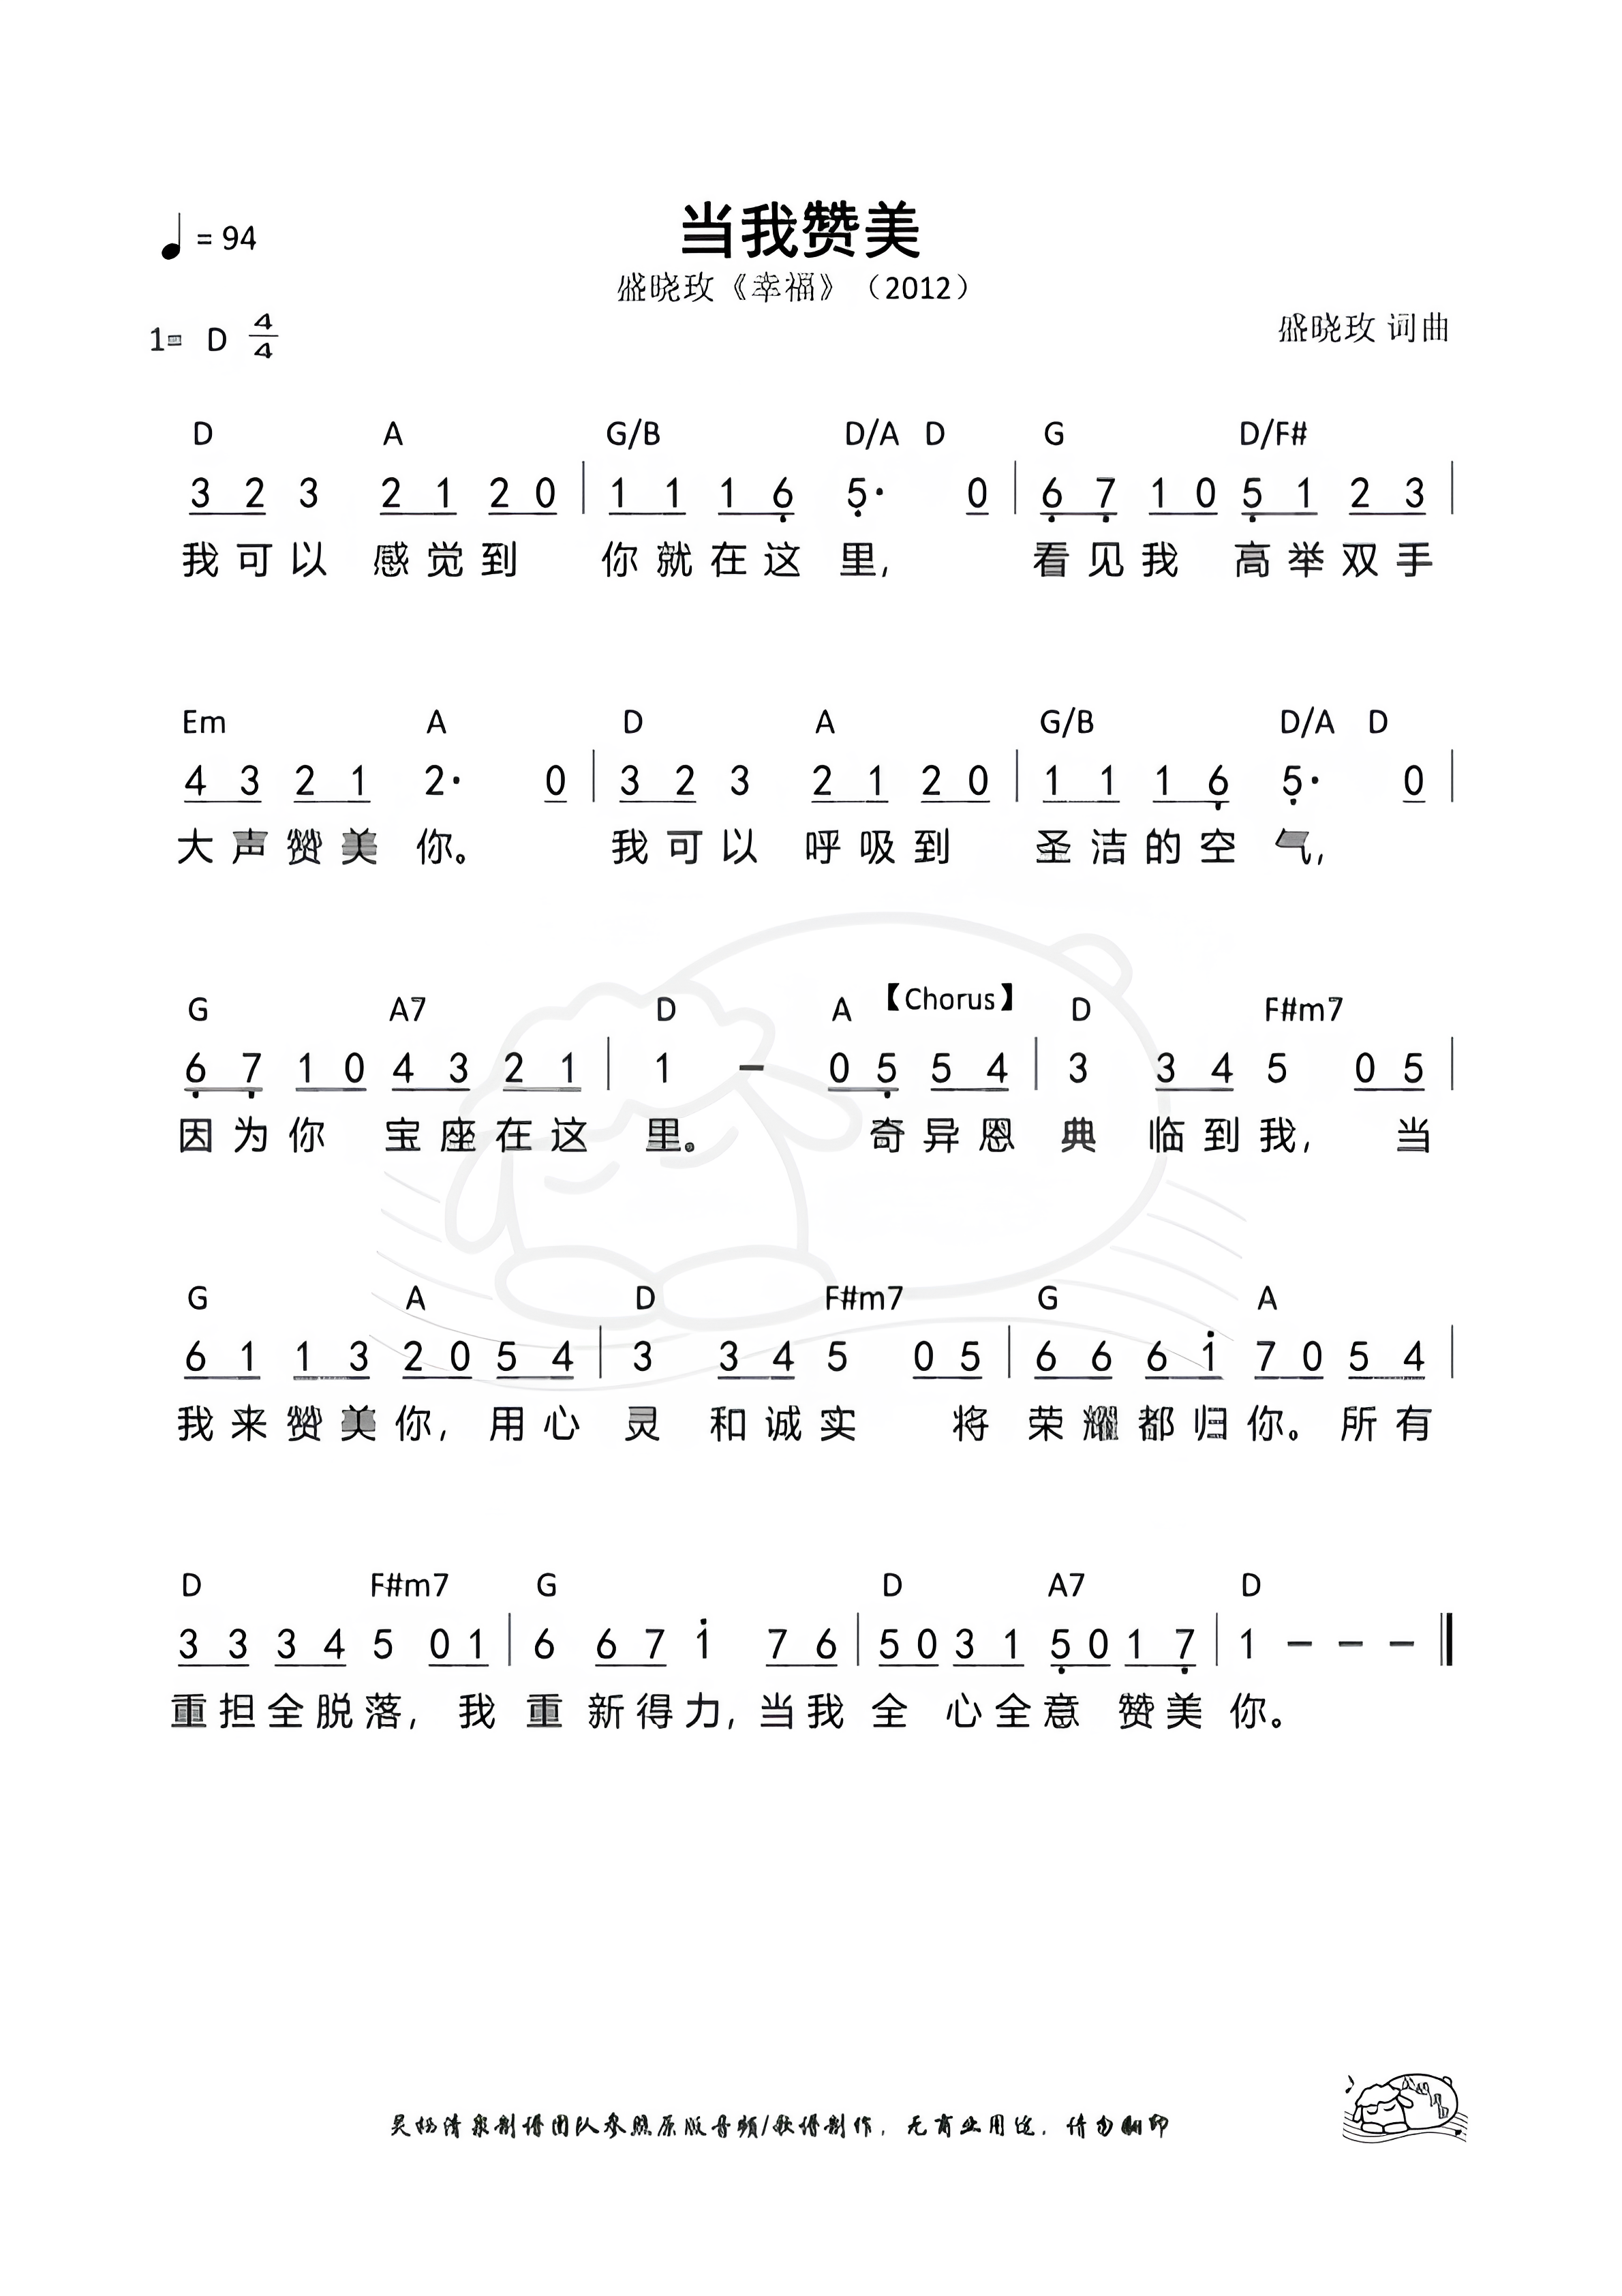 当我赞美
♩ = 94
盛晓玫《幸福》（2012）
1= D 4/4
盛晓玫 词曲
D A G/B D/A D G D/F#
3 2 3 2 1 2 0 | 1 1 1 6̣ 5̣· 0 | 6̣ 7̣ 1 0 5̣ 1 2 3 |
我可以 感觉到 你就在这里, 看见我 高举双手
Em A D A G/B D/A D
4 3 2 1 2· 0 | 3 2 3 2 1 2 0 | 1 1 1 6̣ 5̣· 0 |
大声赞美 你。 我可以 呼吸到 圣洁的空气,
G A7 D A 【Chorus】 D F#m7
6̣ 7̣ 1 0 4 3 2 1 | 1 - 0 5̣ 5 4 | 3 3 4 5 0 5 |
因为你 宝座在这 里。 奇异恩 典 临到我, 当
G A D F#m7 G A
6 1 1 3 2 0 5 4 | 3 3 4 5 0 5 | 6 6 6 1̇ 7 0 5 4 |
我来赞美你, 用心 灵 和诚实 将 荣耀都归你。所有
D F#m7 G D A7 D
3 3 3 4 5 0 1 | 6 6 7 1̇ 7 6 | 5 0 3 1 5̣ 0 1 7̣ | 1 - - - ‖
重担全脱落, 我 重 新得力,当我 全 心全意 赞美 你。
制谱团队参照原版音频/歌谱制作，无商业用途，请勿翻印